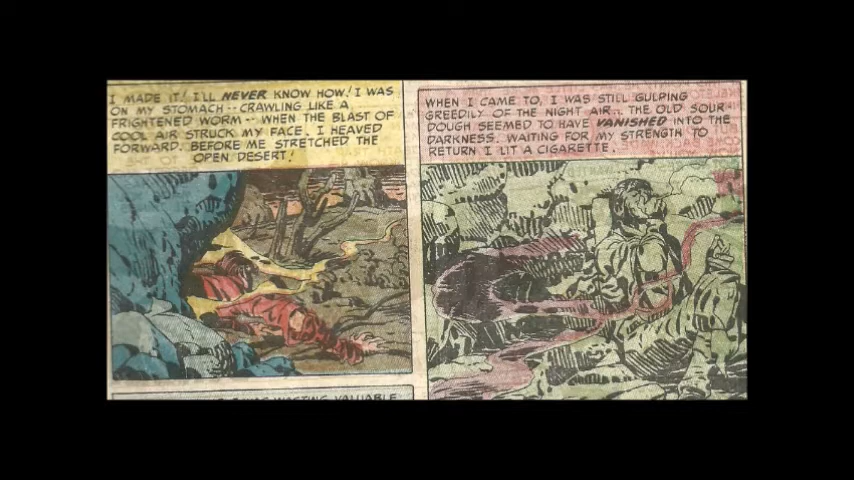 I MADE IT! I'LL NEVER KNOW HOW! I WAS
ON MY STOMACH -- CRAWLING LIKE A
FRIGHTENED WORM -- WHEN THE BLAST OF
COOL AIR STRUCK MY FACE. I HEAVED
FORWARD. BEFORE ME STRETCHED THE
OPEN DESERT!
WHEN I CAME TO, I WAS STILL GULPING
GREEDILY OF THE NIGHT AIR... THE OLD SOUR-
DOUGH SEEMED TO HAVE VANISHED INTO THE
DARKNESS. WAITING FOR MY STRENGTH TO
RETURN I LIT A CIGARETTE.
WASTING VALUABLE